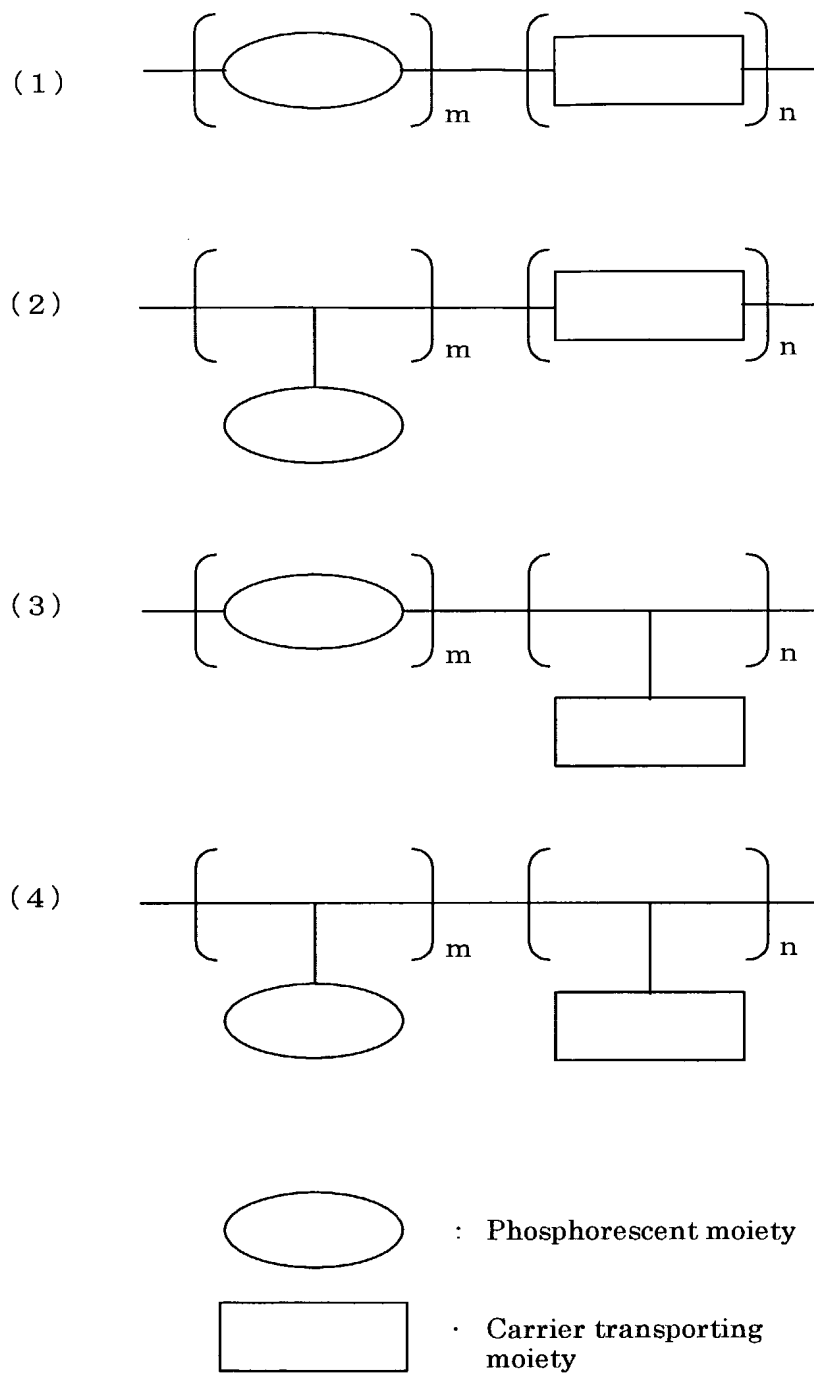 (1)
m
n
(2)
m
n
(3)
m
n
(4)
m
n
: Phosphorescent moiety
· Carrier transporting
moiety